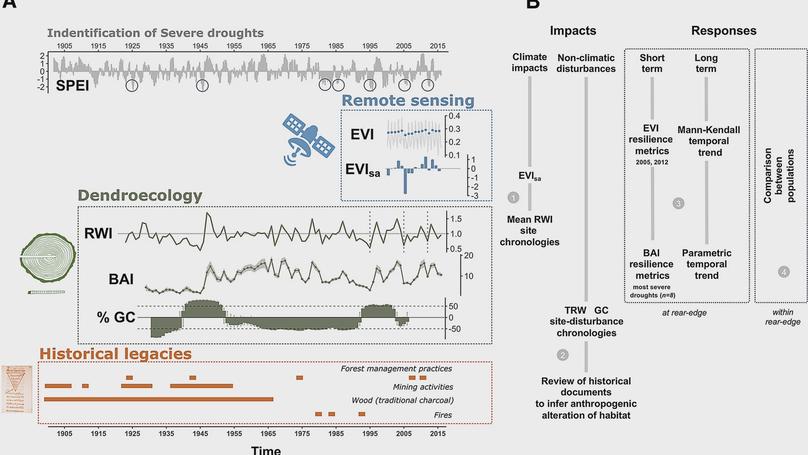 A
Indentification of Severe droughts
1905 1915 1925 1935 1945 1955 1965 1975 1985 1995 2005 2015
2
1
0
-1
-2
SPEI
Remote sensing
EVI
0.4
0.3
0.2
0.1
EVIsa
1
0
-1
-2
-3
Dendroecology
RWI
1.5
1.0
0.5
BAI
20
10
% GC
50
0
-50
Historical legacies
Forest management practices
Mining activities
Wood (traditional charcoal)
Fires
1905 1915 1925 1935 1945 1955 1965 1975 1985 1995 2005 2015
Time
B
Impacts
Responses
Climate
impacts
Non-climatic
disturbances
Short
term
Long
term
EVI
resilience
metrics
2005, 2012
Mann-Kendall
temporal
trend
EVIsa
1
Mean RWI
site
chronologies
3
BAI
resilience
metrics
most severe
droughts (n=8)
Parametric
temporal
trend
Comparison
between
populations
4
at rear-edge
within
rear-edge
TRW GC
site-disturbance
chronologies
2
Review of historical
documents
to infer anthropogenic
alteration of habitat